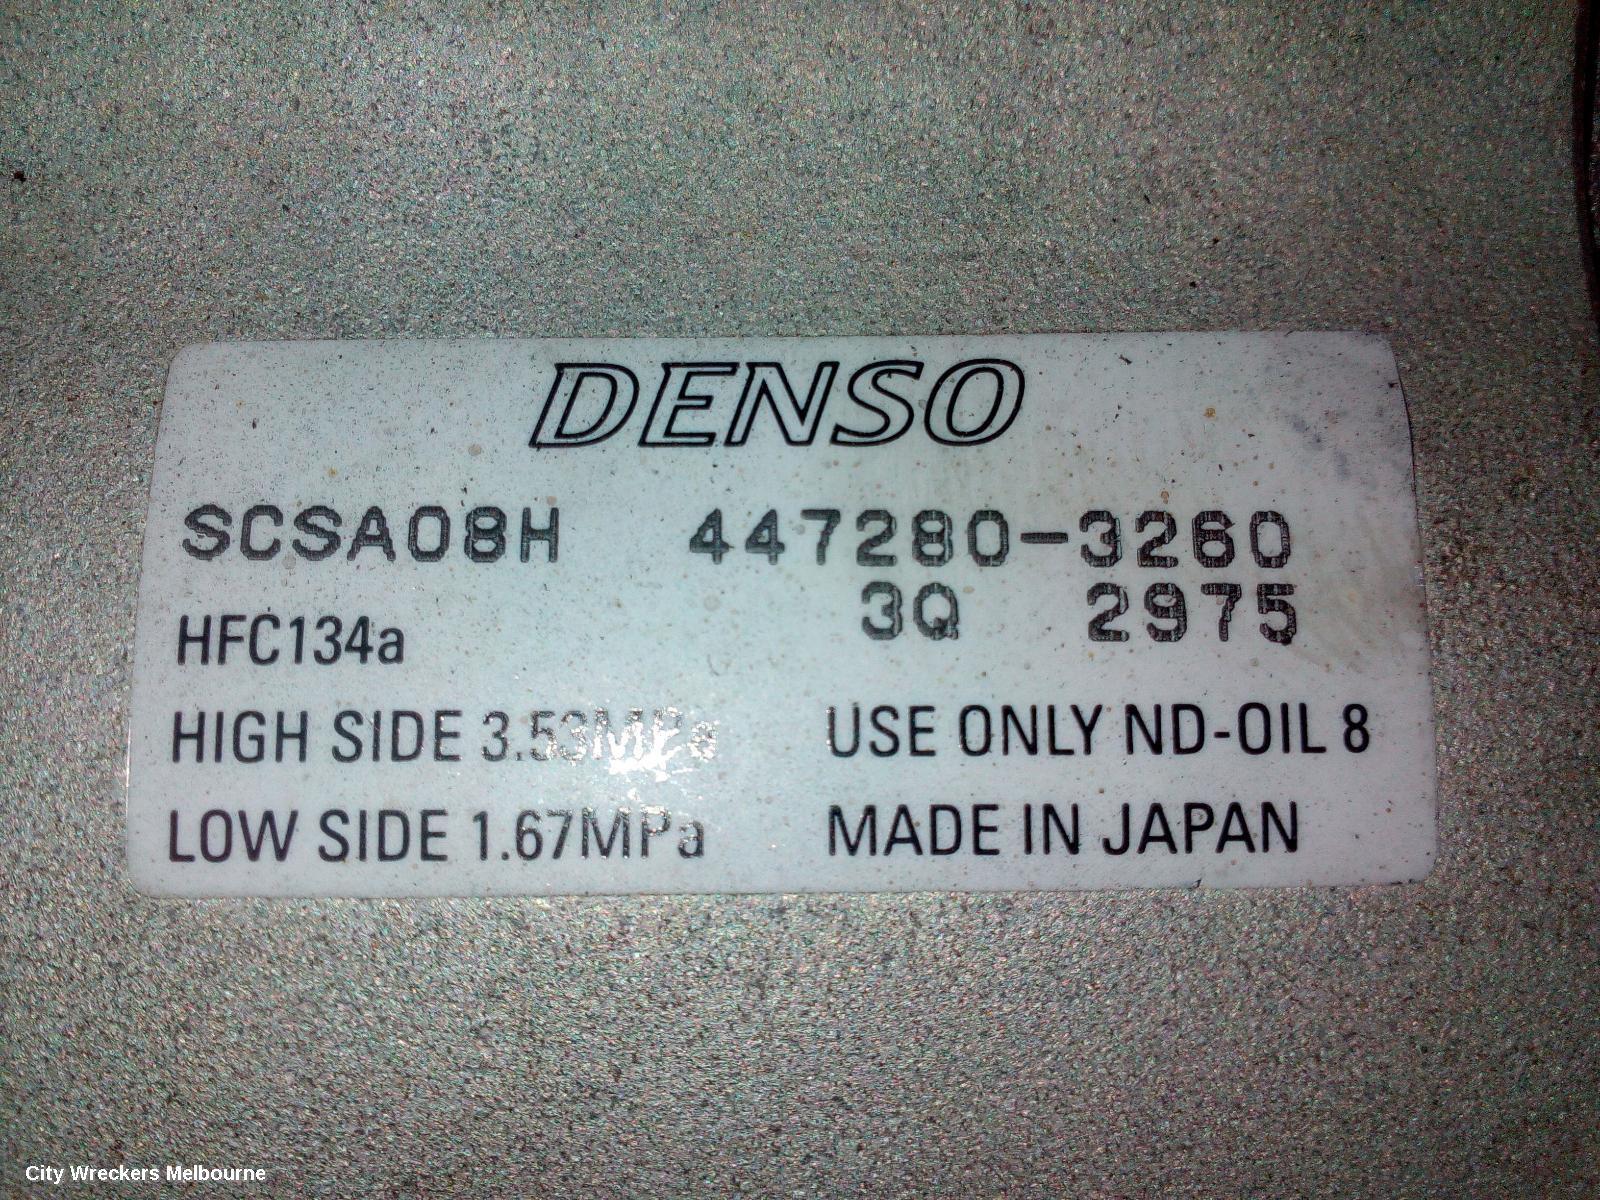 DENSO
SCSA08H 447280-3260
3Q 2975
HFC134a
HIGH SIDE 3.53MPa USE ONLY ND-OIL 8
LOW SIDE 1.67MPa MADE IN JAPAN
City Wreckers Melbourne